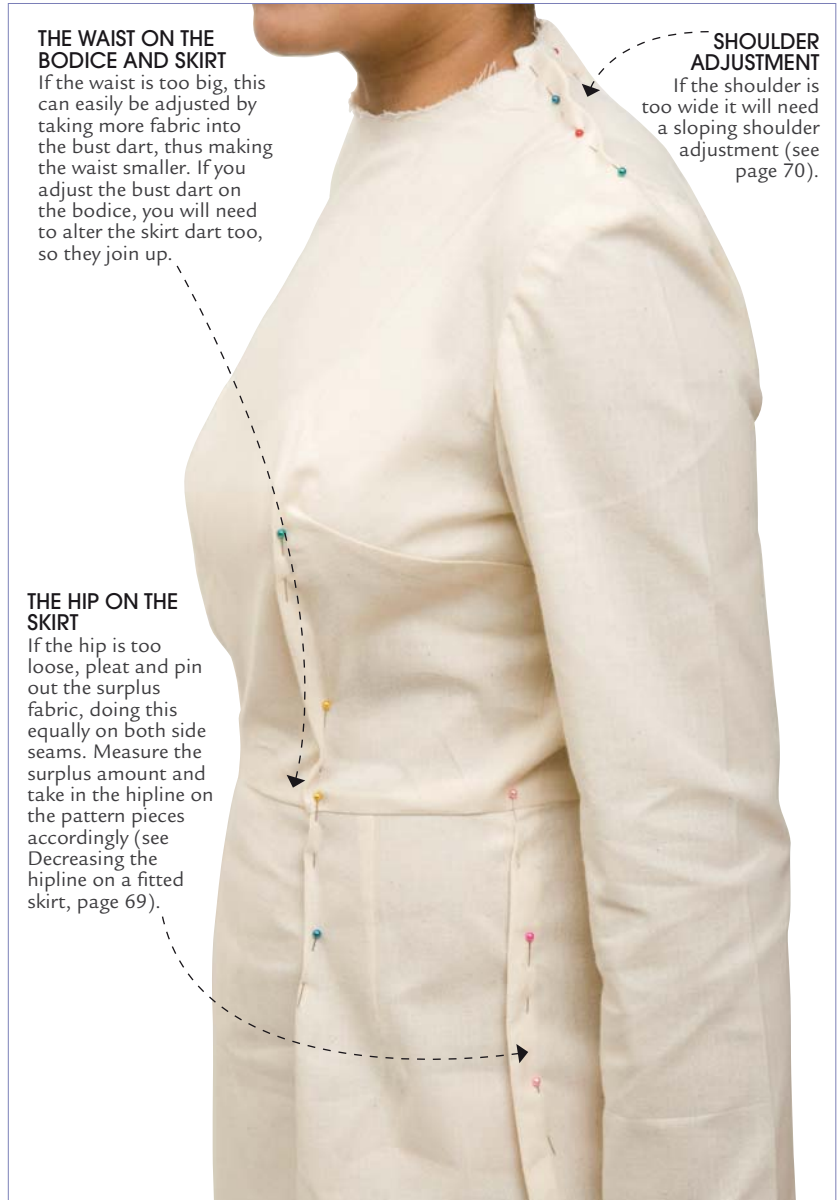 THE WAIST ON THE
BODICE AND SKIRT
If the waist is too big, this
can easily be adjusted by
taking more fabric into
the bust dart, thus making
the waist smaller. If you
adjust the bust dart on
the bodice, you will need
to alter the skirt dart too,
so they join up.
SHOULDER
ADJUSTMENT
If the shoulder is
too wide it will need
a sloping shoulder
adjustment (see
page 70).
THE HIP ON THE
SKIRT
If the hip is too
loose, pleat and pin
out the surplus
fabric, doing this
equally on both side
seams. Measure the
surplus amount and
take in the hipline on
the pattern pieces
accordingly (see
Decreasing the
hipline on a fitted
skirt, page 69).